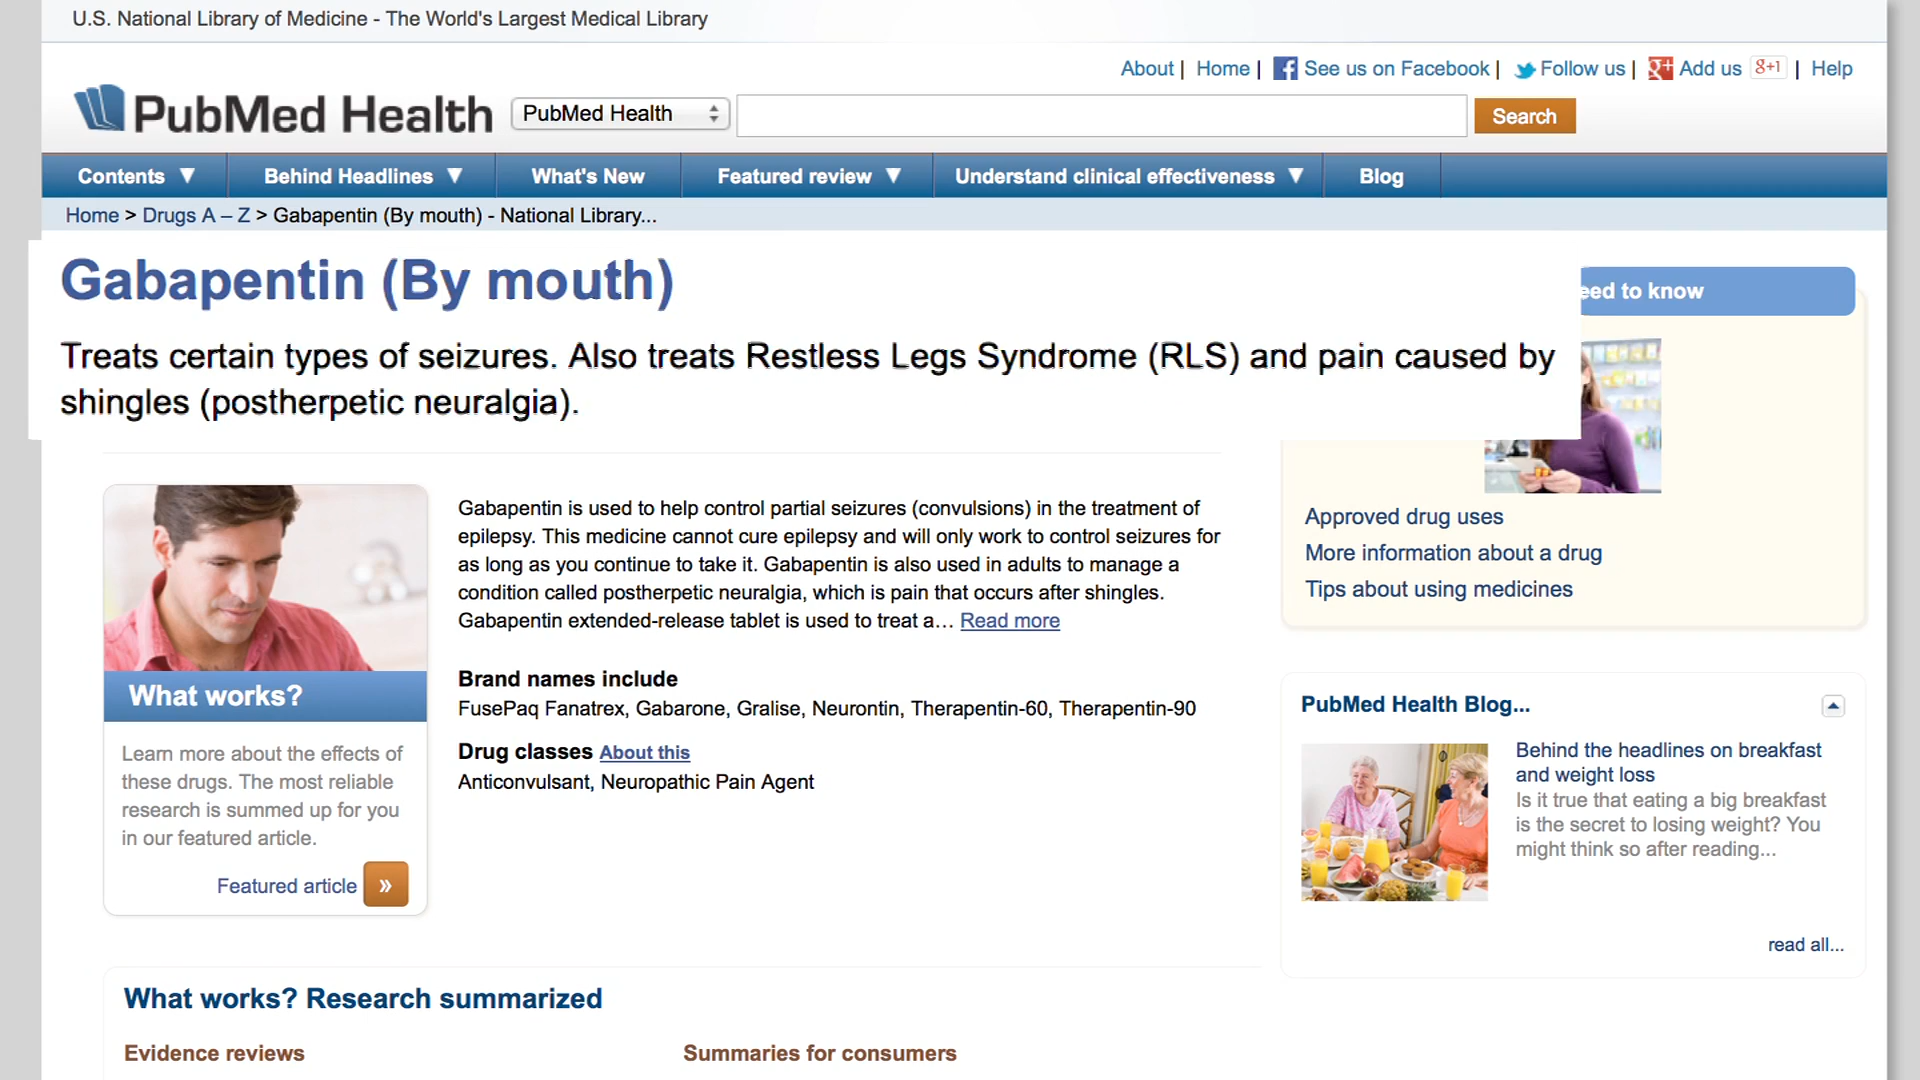 U.S. National Library of Medicine - The World's Largest Medical Library
About | Home | See us on Facebook | Follow us | Add us 8+1 | Help
PubMed Health PubMed Health Search
Contents ▼ Behind Headlines ▼ What's New Featured review ▼ Understand clinical effectiveness ▼ Blog
Home > Drugs A – Z > Gabapentin (By mouth) - National Library...
Gabapentin (By mouth)
Treats certain types of seizures. Also treats Restless Legs Syndrome (RLS) and pain caused by
shingles (postherpetic neuralgia).
Gabapentin is used to help control partial seizures (convulsions) in the treatment of
epilepsy. This medicine cannot cure epilepsy and will only work to control seizures for
as long as you continue to take it. Gabapentin is also used in adults to manage a
condition called postherpetic neuralgia, which is pain that occurs after shingles.
Gabapentin extended-release tablet is used to treat a… Read more
Brand names include
FusePaq Fanatrex, Gabarone, Gralise, Neurontin, Therapentin-60, Therapentin-90
Drug classes About this
Anticonvulsant, Neuropathic Pain Agent
What works?
Learn more about the effects of
these drugs. The most reliable
research is summed up for you
in our featured article.
Featured article »
What works? Research summarized
Evidence reviews
Summaries for consumers
to know
Approved drug uses
More information about a drug
Tips about using medicines
PubMed Health Blog...
Behind the headlines on breakfast
and weight loss
Is it true that eating a big breakfast
is the secret to losing weight? You
might think so after reading...
read all...